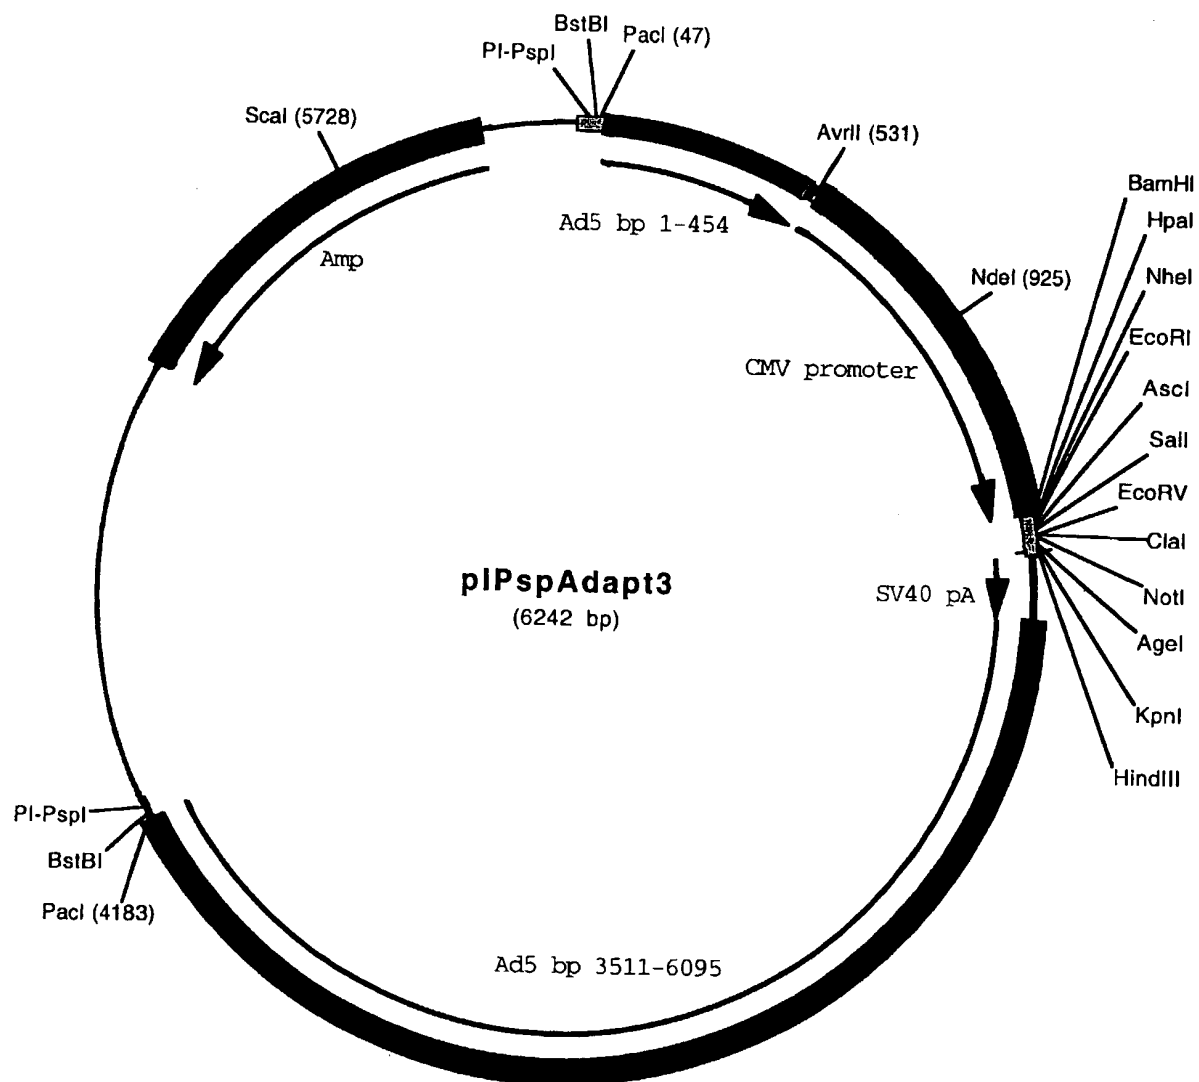 BstBI
PI-PspI
PacI (47)
ScaI (5728)
AvrII (531)
BamHI
HpaI
Ad5 bp 1-454
Amp
NdeI (925)
NheI
EcoRI
CMV promoter
AscI
SalI
EcoRV
ClaI
pIPspAdapt3
(6242 bp)
SV40 pA
NotI
AgeI
KpnI
HindIII
PI-PspI
BstBI
PacI (4183)
Ad5 bp 3511-6095